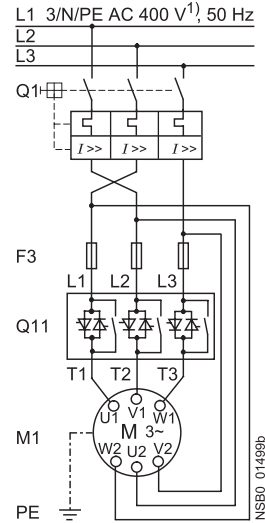 L1 3/N/PE AC 400 V1), 50 Hz
L2
L3
Q1
I >> I >> I >>
F3
L1 L2 L3
Q11
T1 T2 T3
U1 V1 W1
M1 M 3~
W2 U2 V2
PE
NSB0 01499b